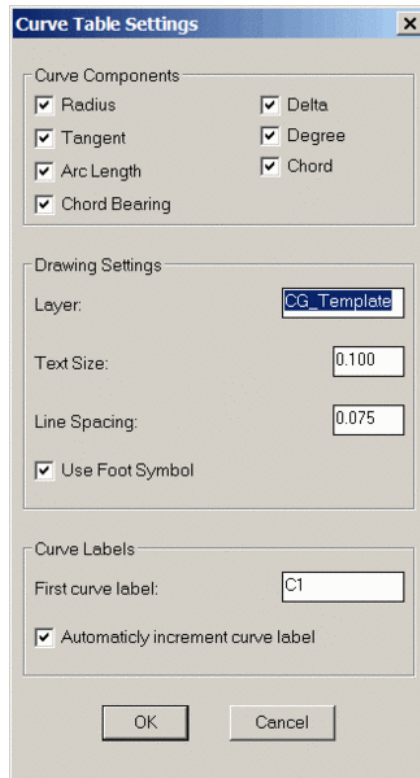 Curve Table Settings
Curve Components
Radius
Delta
Tangent
Degree
Arc Length
Chord
Chord Bearing
Drawing Settings
Layer: CG_Template
Text Size: 0.100
Line Spacing: 0.075
Use Foot Symbol
Curve Labels
First curve label: C1
Automaticly increment curve label
OK Cancel